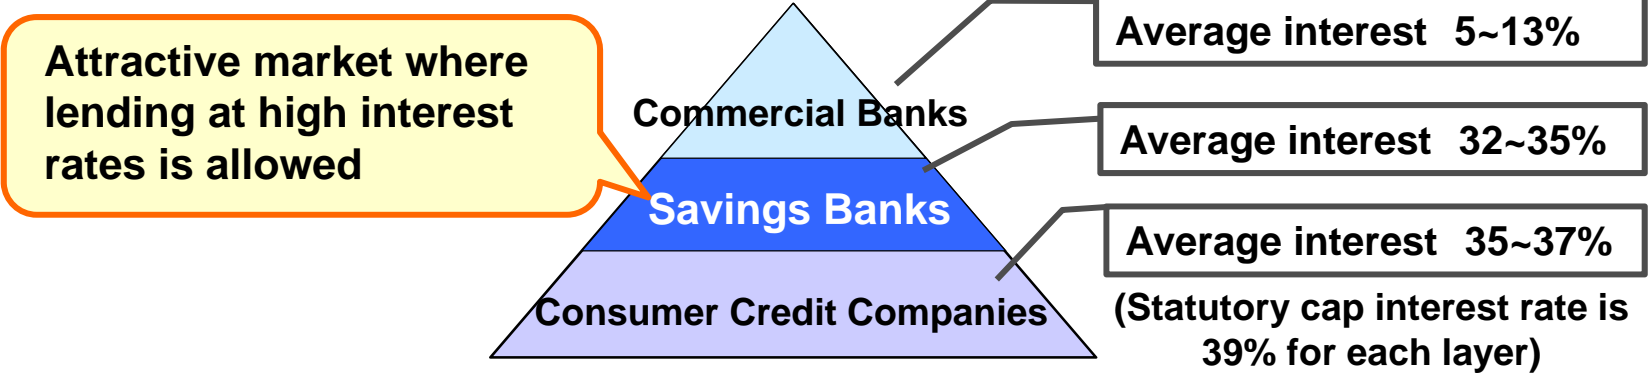 Attractive market where
lending at high interest
rates is allowed
Commercial Banks
Savings Banks
Consumer Credit Companies
Average interest 5~13%
Average interest 32~35%
Average interest 35~37%
(Statutory cap interest rate is
39% for each layer)